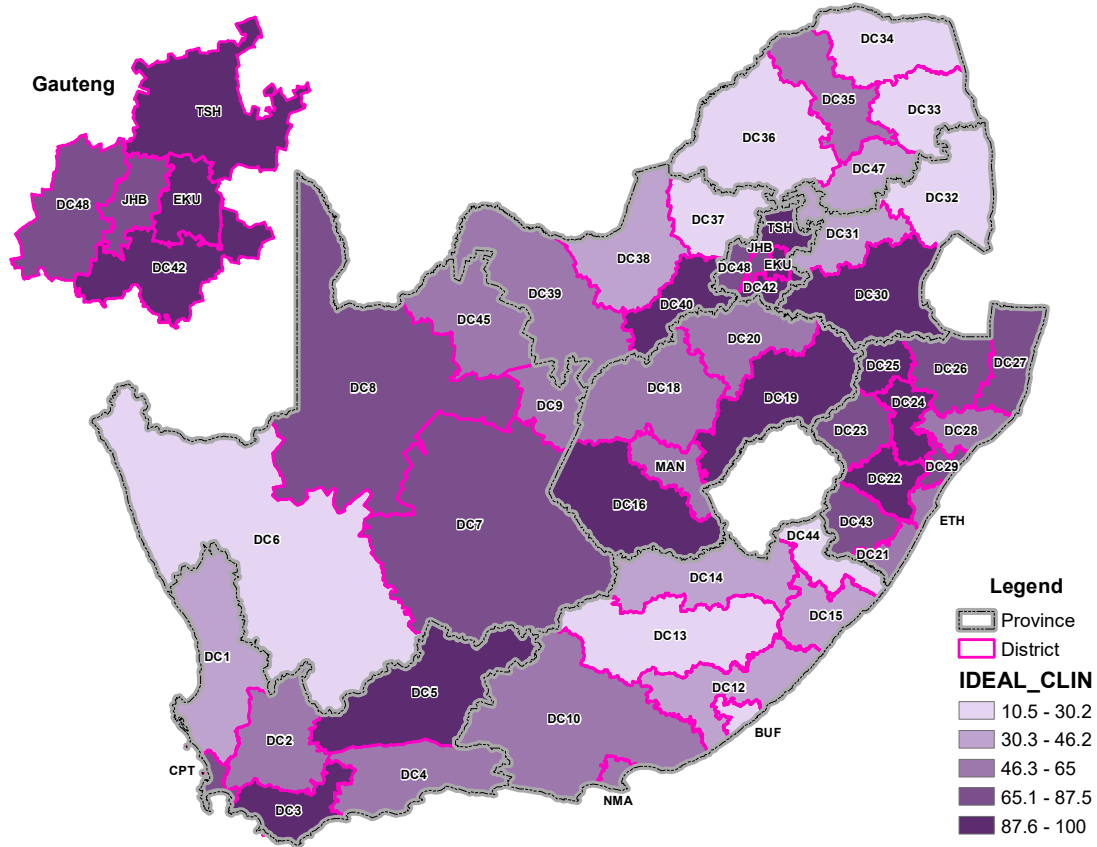 Gauteng
TSH
DC48
JHB
EKU
DC42
DC34
DC35
DC33
DC36
DC47
DC32
DC37
TSH
DC31
JHB
DC38
DC48
EKU
DC42
DC30
DC39
DC40
DC45
DC20
DC25
DC26
DC27
DC8
DC18
DC9
DC19
DC24
DC23
DC28
MAN
DC29
DC22
DC16
DC7
DC43
ETH
DC44
DC21
DC6
DC14
DC15
DC13
DC1
DC5
DC12
DC10
BUF
DC2
CPT
DC4
NMA
DC3
Legend
Province
District
IDEAL_CLIN
10.5 - 30.2
30.3 - 46.2
46.3 - 65
65.1 - 87.5
87.6 - 100